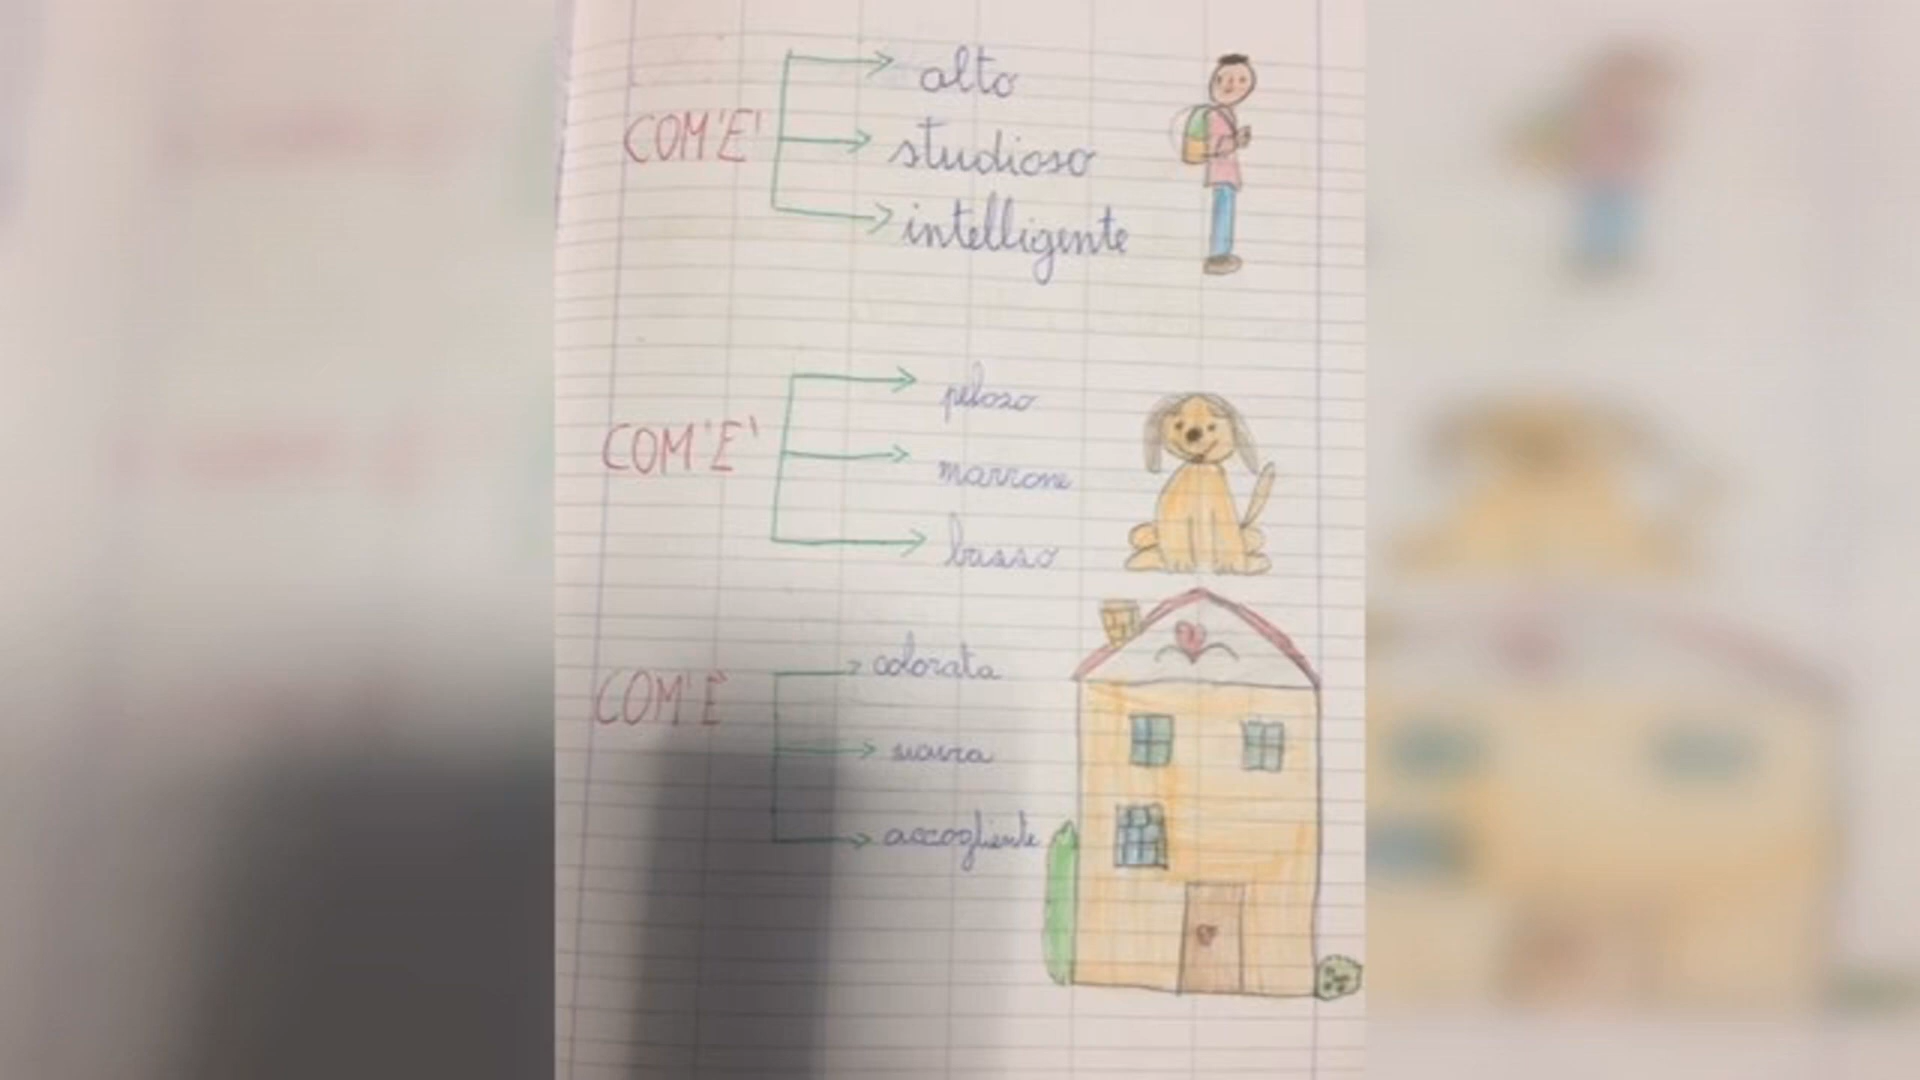 COM'E'
alto
studioso
intelligente
COM'E'
peloso
marrone
basso
COM'È
colorata
sicura
accogliente